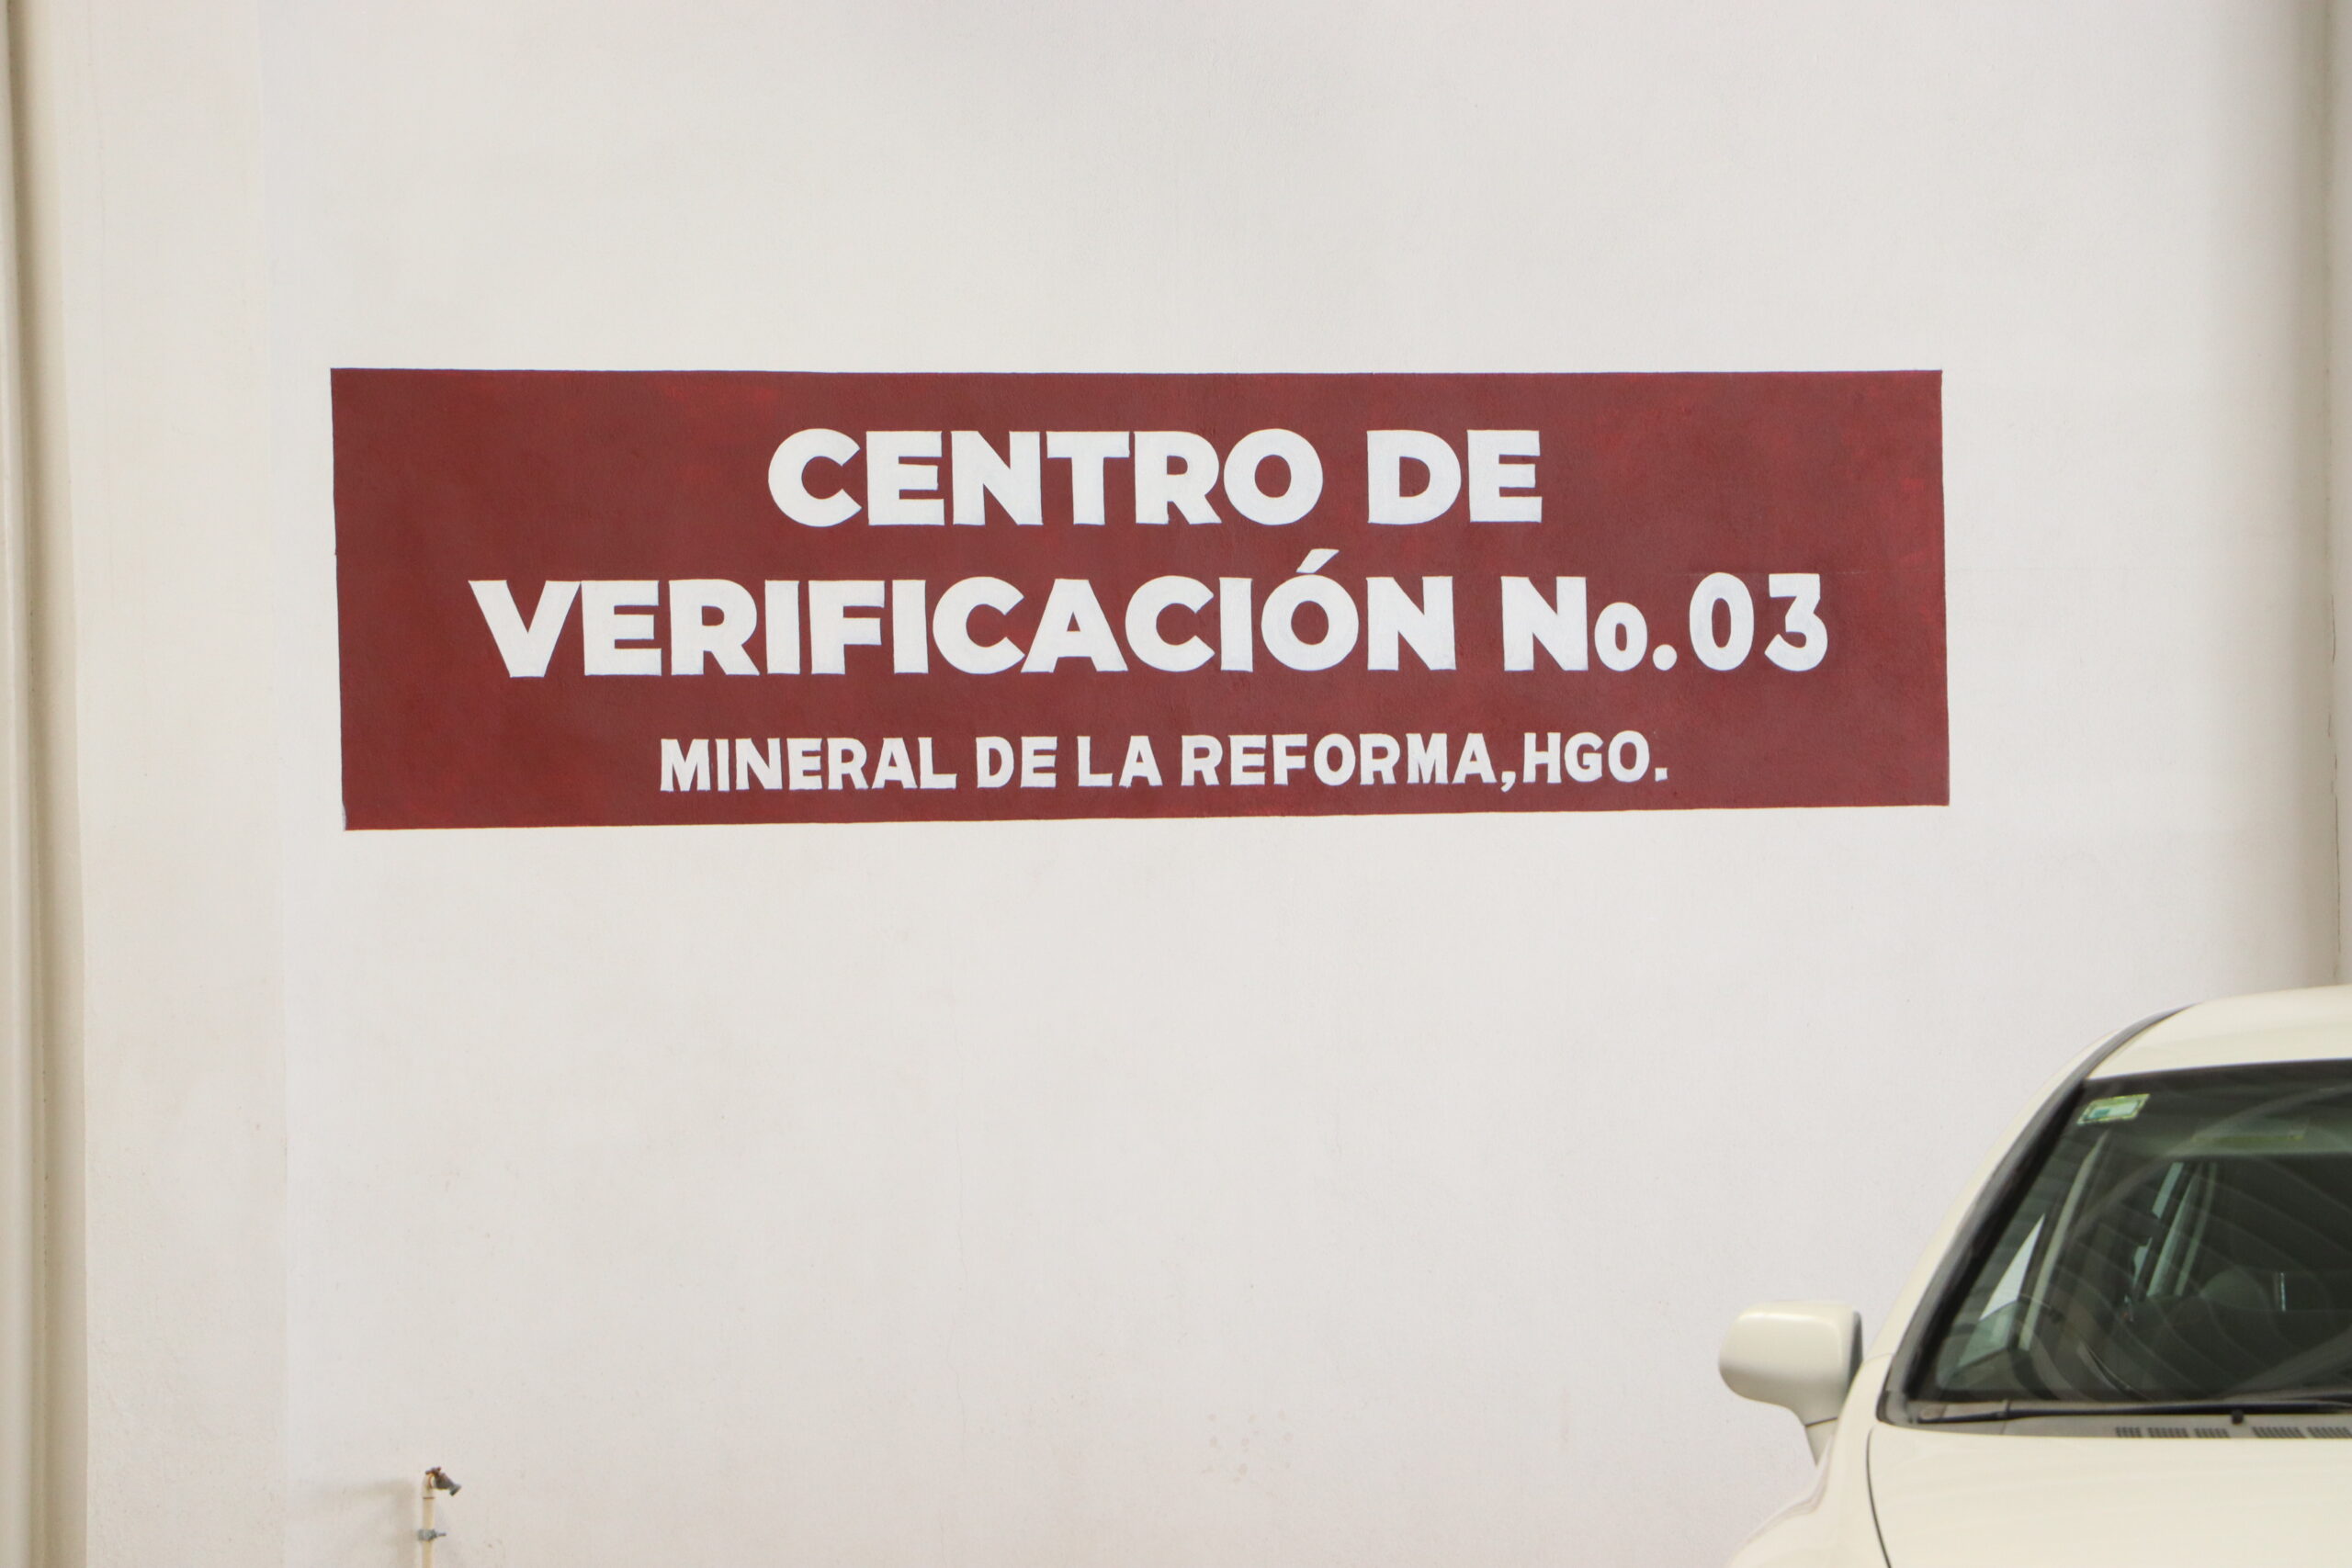 CENTRO DE
VERIFICACIÓN No.03
MINERAL DE LA REFORMA,HGO.